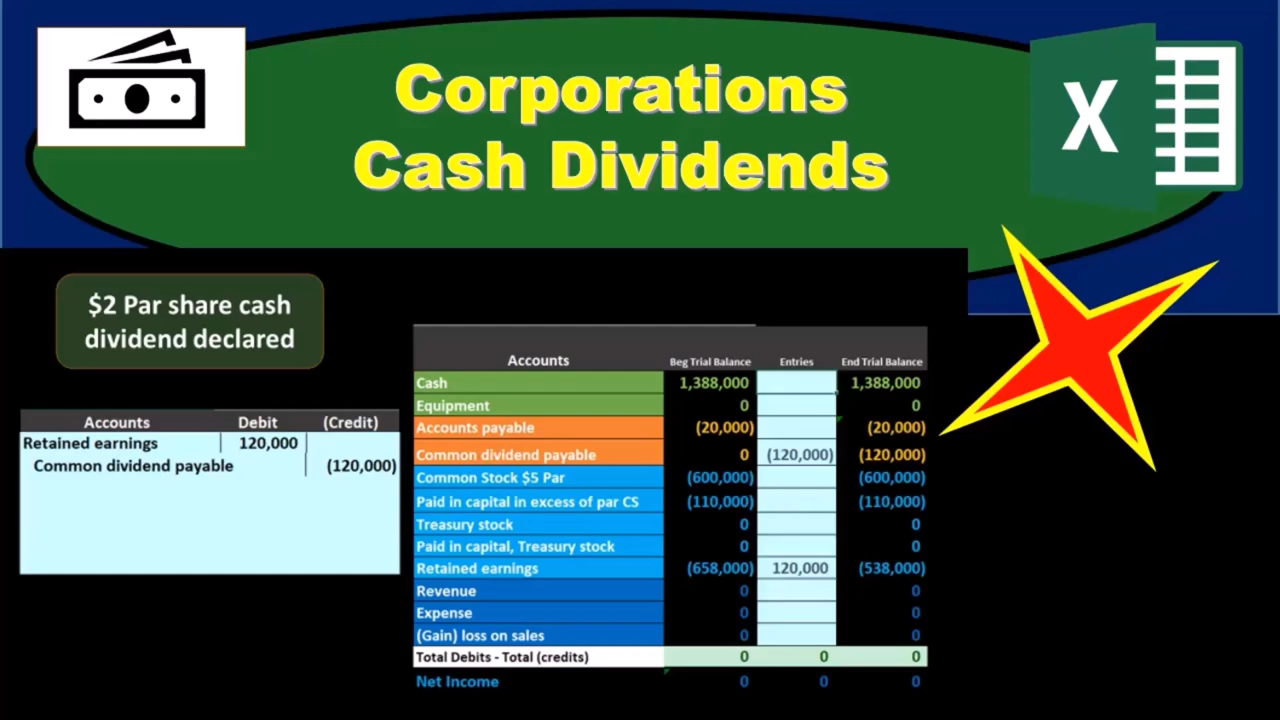 Corporations
Cash Dividends
X
$2 Par share cash
dividend declared
Accounts Debit (Credit)
Retained earnings 120,000
Common dividend payable (120,000)
Accounts Beg Trial Balance Entries End Trial Balance
Cash 1,388,000 1,388,000
Equipment 0 0
Accounts payable (20,000) (20,000)
Common dividend payable 0 (120,000) (120,000)
Common Stock $5 Par (600,000) (600,000)
Paid in capital in excess of par CS (110,000) (110,000)
Treasury stock 0 0
Paid in capital, Treasury stock 0 0
Retained earnings (658,000) 120,000 (538,000)
Revenue 0 0
Expense 0 0
(Gain) loss on sales 0 0
Total Debits - Total (credits) 0 0 0
Net Income 0 0 0